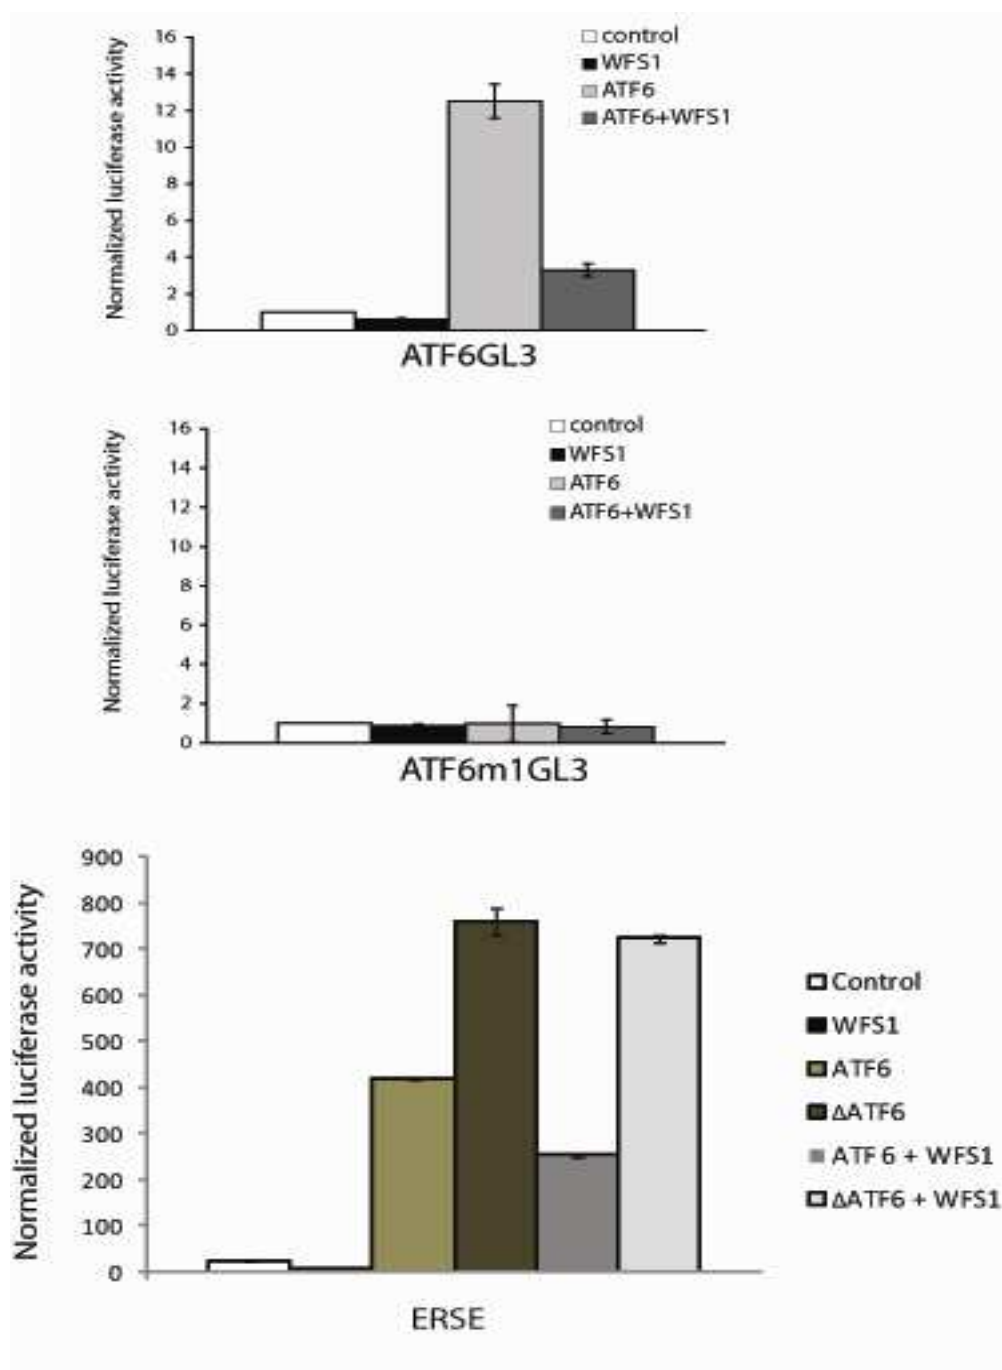 Normalized luciferase activity
16
14
12
10
8
6
4
2
0
control
WFS1
ATF6
ATF6+WFS1
ATF6GL3
Normalized luciferase activity
16
14
12
10
8
6
4
2
0
control
WFS1
ATF6
ATF6+WFS1
ATF6m1GL3
Normalized luciferase activity
900
800
700
600
500
400
300
200
100
0
Control
WFS1
ATF6
ΔATF6
ATF6 + WFS1
ΔATF6 + WFS1
ERSE